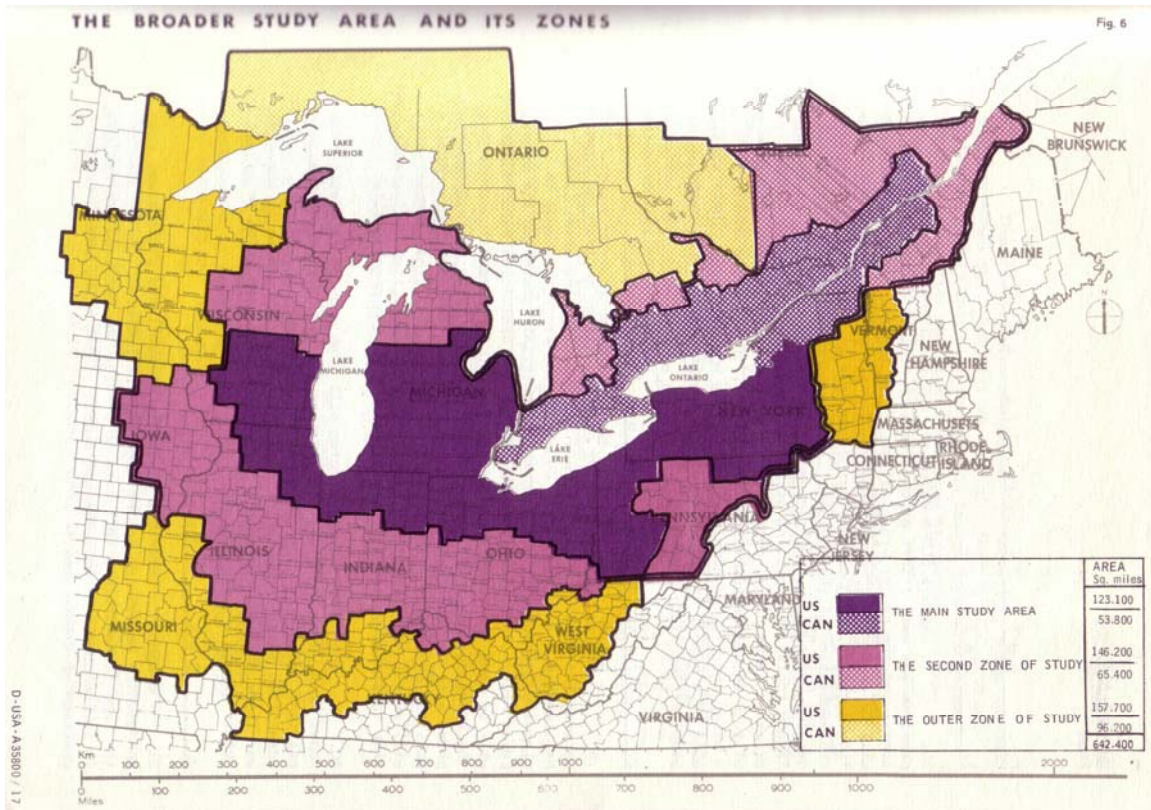 THE BROADER STUDY AREA AND ITS ZONES
Fig. 6
NEW
BRUNSWICK
QUEBEC
LAKE
SUPERIOR
ONTARIO
MINNESOTA
MAINE
WISCONSIN
LAKE
HURON
VERMONT
NEW
HAMPSHIRE
LAKE
MICHIGAN
MICHIGAN
LAKE
ONTARIO
NEW YORK
MASSACHUSETS
RHODE
ISLAND
CONNECTICUT
IOWA
LAKE
ERIE
PENNSYLVANIA
NEW
JERSEY
ILLINOIS
INDIANA
OHIO
MARYLAND
MISSOURI
WEST
VIRGINIA
VIRGINIA
AREA
Sq. miles
US
CAN
THE MAIN STUDY AREA
123.100
53.800
US
CAN
THE SECOND ZONE OF STUDY
146.200
65.400
US
CAN
THE OUTER ZONE OF STUDY
157.700
96.200
642.400
D-USA-A35800 / 17
Km
0 100 200 300 400 500 600 700 800 900 1000 2000
0 100 200 300 400 500 600 700 800 900 1000
Miles